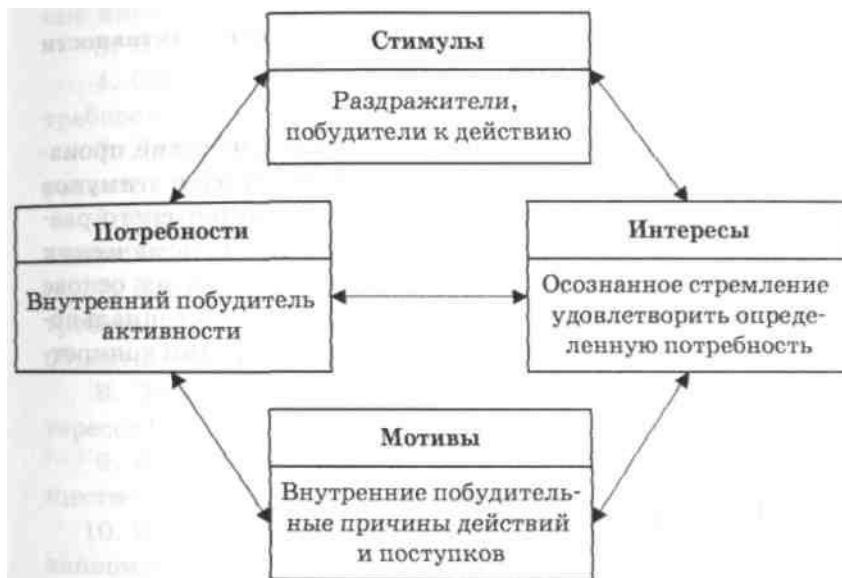 Стимулы
Раздражители,
побудители к действию
Потребности
Внутренний побудитель
активности
Интересы
Осознанное стремление
удовлетворить опреде-
ленную потребность
Мотивы
Внутренние побудитель-
ные причины действий
и поступков